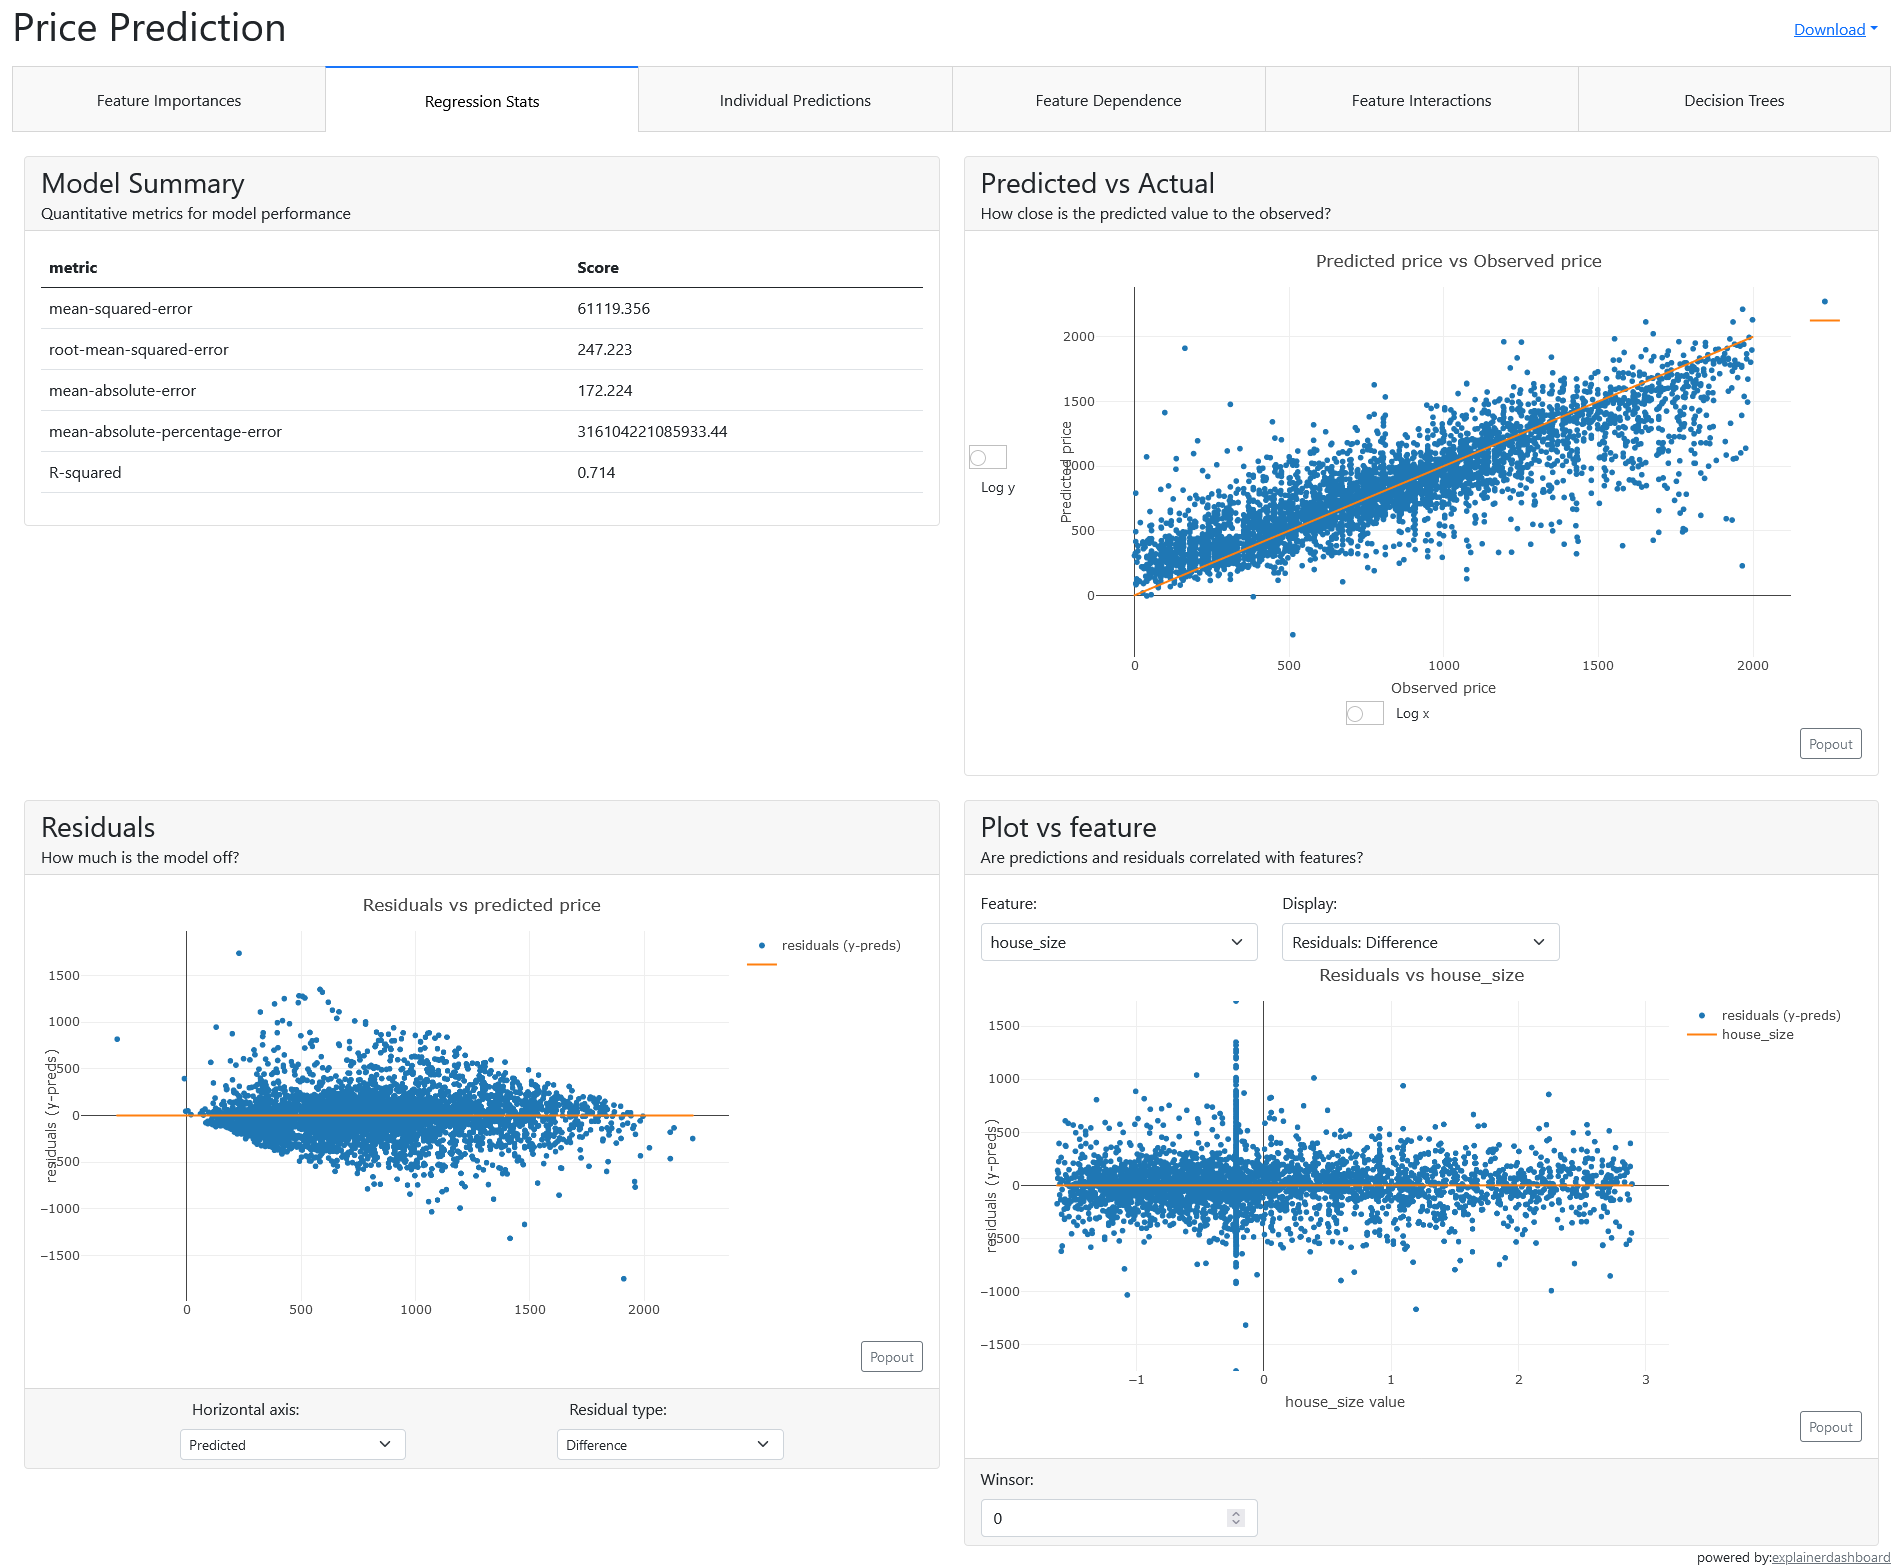 Price Prediction
Download
Feature Importances
Regression Stats
Individual Predictions
Feature Dependence
Feature Interactions
Decision Trees
Model Summary
Quantitative metrics for model performance
metric Score
mean-squared-error 61119.356
root-mean-squared-error 247.223
mean-absolute-error 172.224
mean-absolute-percentage-error 316104221085933.44
R-squared 0.714
Predicted vs Actual
How close is the predicted value to the observed?
Predicted price vs Observed price
2000
1500
1000
500
0
Predicted price
Log y
0 500 1000 1500 2000
Observed price
Log x
Popout
Residuals
How much is the model off?
Residuals vs predicted price
residuals (y-preds)
1500
1000
500
0
−500
−1000
−1500
residuals (y-preds)
0 500 1000 1500 2000
Popout
Horizontal axis:
Predicted
Residual type:
Difference
Plot vs feature
Are predictions and residuals correlated with features?
Feature:
house_size
Display:
Residuals: Difference
Residuals vs house_size
residuals (y-preds)
house_size
1500
1000
500
0
−500
−1000
−1500
residuals (y-preds)
−1 0 1 2 3
house_size value
Popout
Winsor:
0
powered by:explainerdashboard